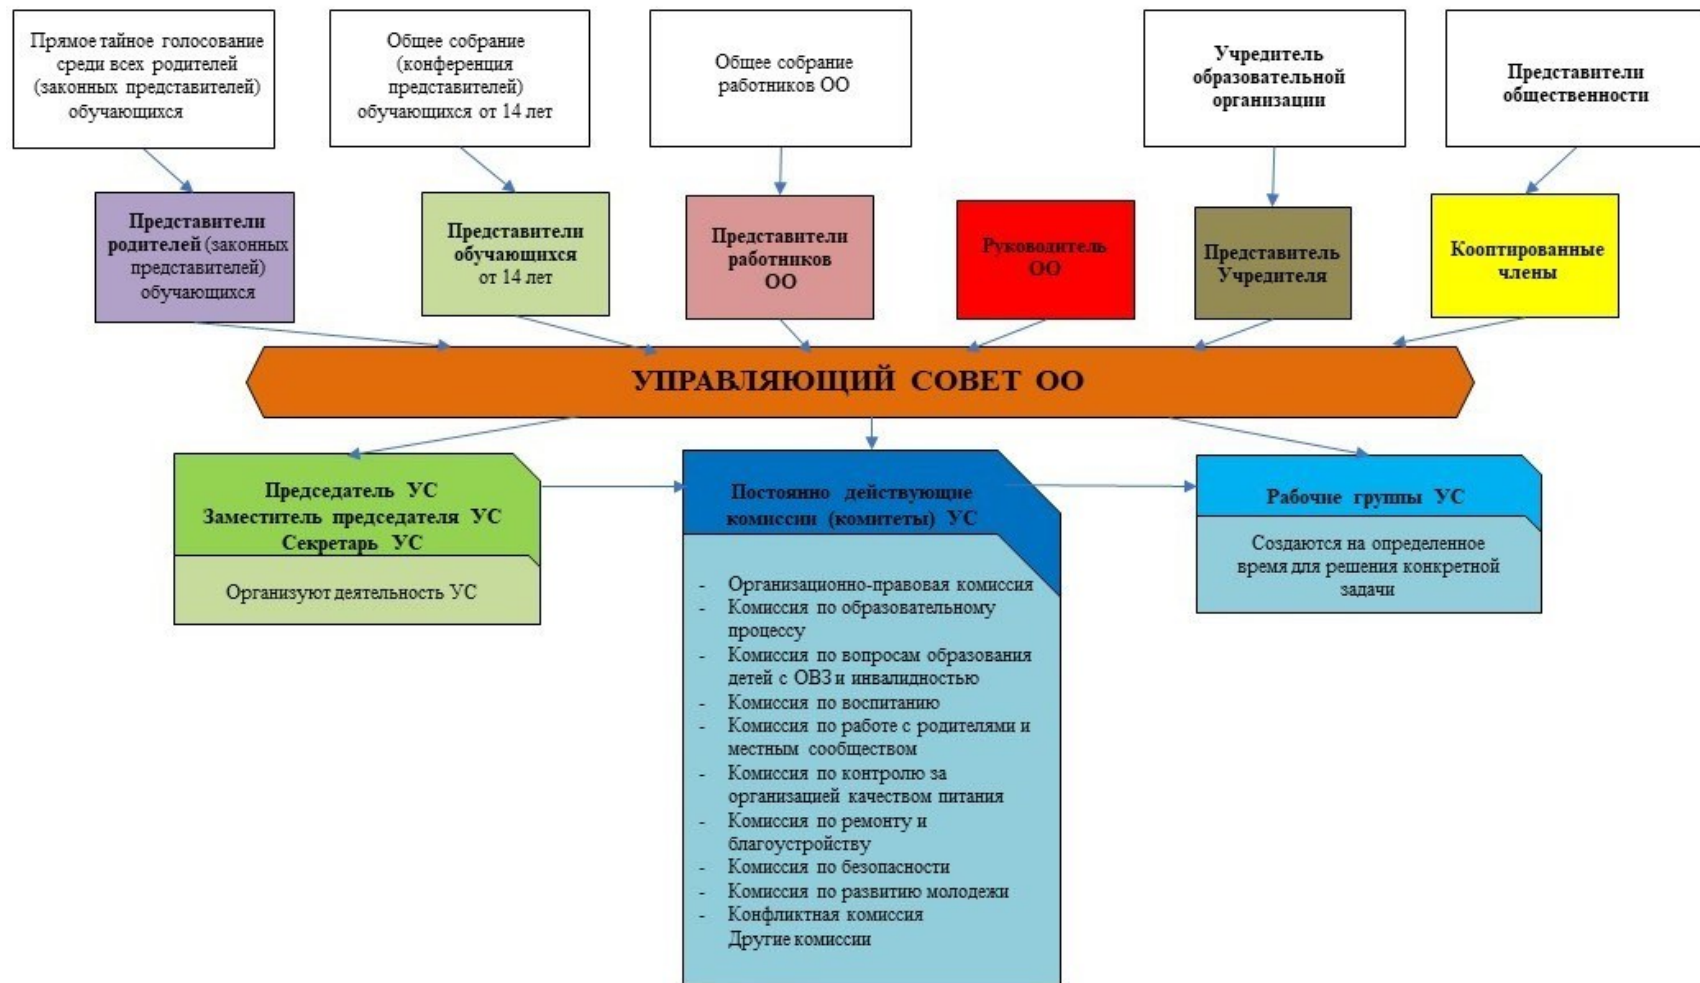 Прямое тайное голосование
среди всех родителей
(законных представителей)
обучающихся
Общее собрание
(конференция
представителей)
обучающихся от 14 лет
Общее собрание
работников ОО
Учредитель
образовательной
организации
Представители
общественности
Представители
родителей (законных
представителей)
обучающихся
Представители
обучающихся
от 14 лет
Представители
работников
ОО
Руководитель
ОО
Представитель
Учредителя
Кооптированные
члены
УПРАВЛЯЮЩИЙ СОВЕТ ОО
Председатель УС
Заместитель председателя УС
Секретарь УС
Организуют деятельность УС
Постоянно действующие
комиссии (комитеты) УС
- Организационно-правовая комиссия
- Комиссия по образовательному
процессу
- Комиссия по вопросам образования
детей с ОВЗ и инвалидностью
- Комиссия по воспитанию
- Комиссия по работе с родителями и
местным сообществом
- Комиссия по контролю за
организацией качеством питания
- Комиссия по ремонту и
благоустройству
- Комиссия по безопасности
- Комиссия по развитию молодежи
- Конфликтная комиссия
Другие комиссии
Рабочие группы УС
Создаются на определенное
время для решения конкретной
задачи